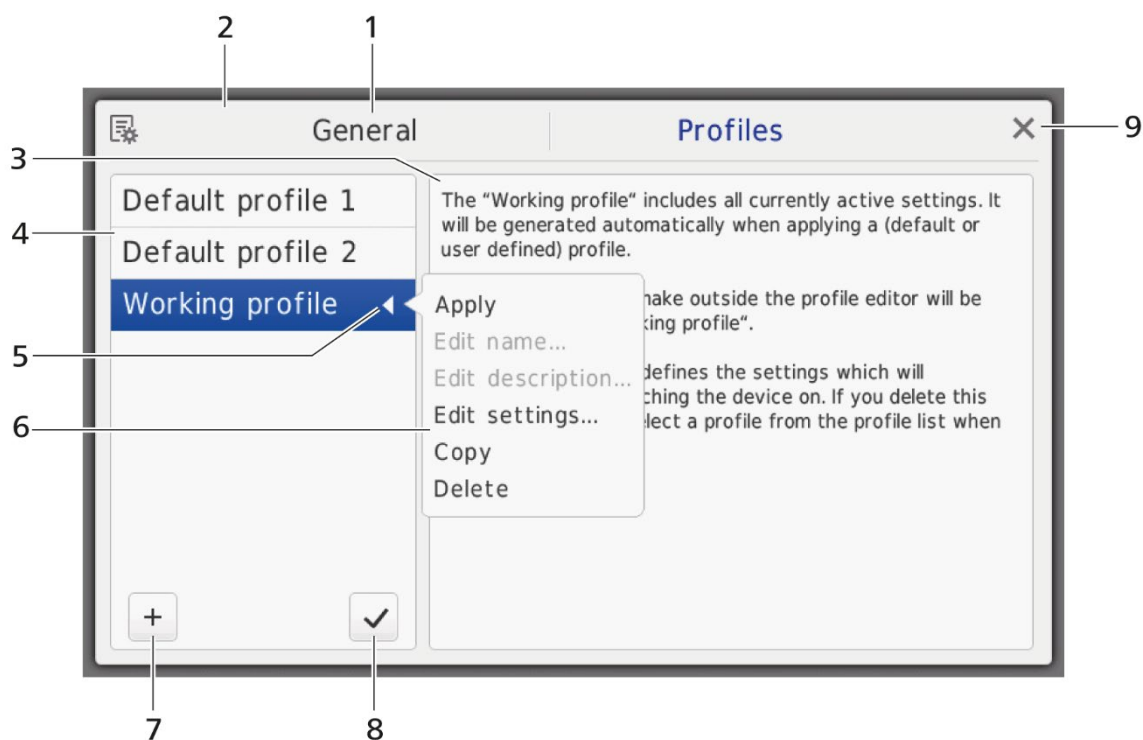 2 1
General Profiles 9
3
Default profile 1
The “Working profile“ includes all currently active settings. It
will be generated automatically when applying a (default or
user defined) profile.
4
Default profile 2
Working profile
5
Apply
Edit name...
Edit description...
Edit settings...
Copy
Delete
make outside the profile editor will be
king profile“.
defines the settings which will
ching the device on. If you delete this
elect a profile from the profile list when
6
+
7 8